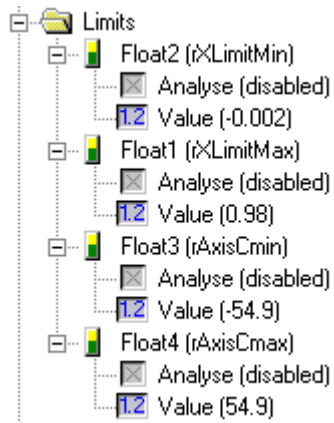 Limits
Float2 (rXLimitMin)
Analyse (disabled)
1.2 Value (-0.002)
Float1 (rXLimitMax)
Analyse (disabled)
1.2 Value (0.98)
Float3 (rAxisCmin)
Analyse (disabled)
1.2 Value (-54.9)
Float4 (rAxisCmax)
Analyse (disabled)
1.2 Value (54.9)